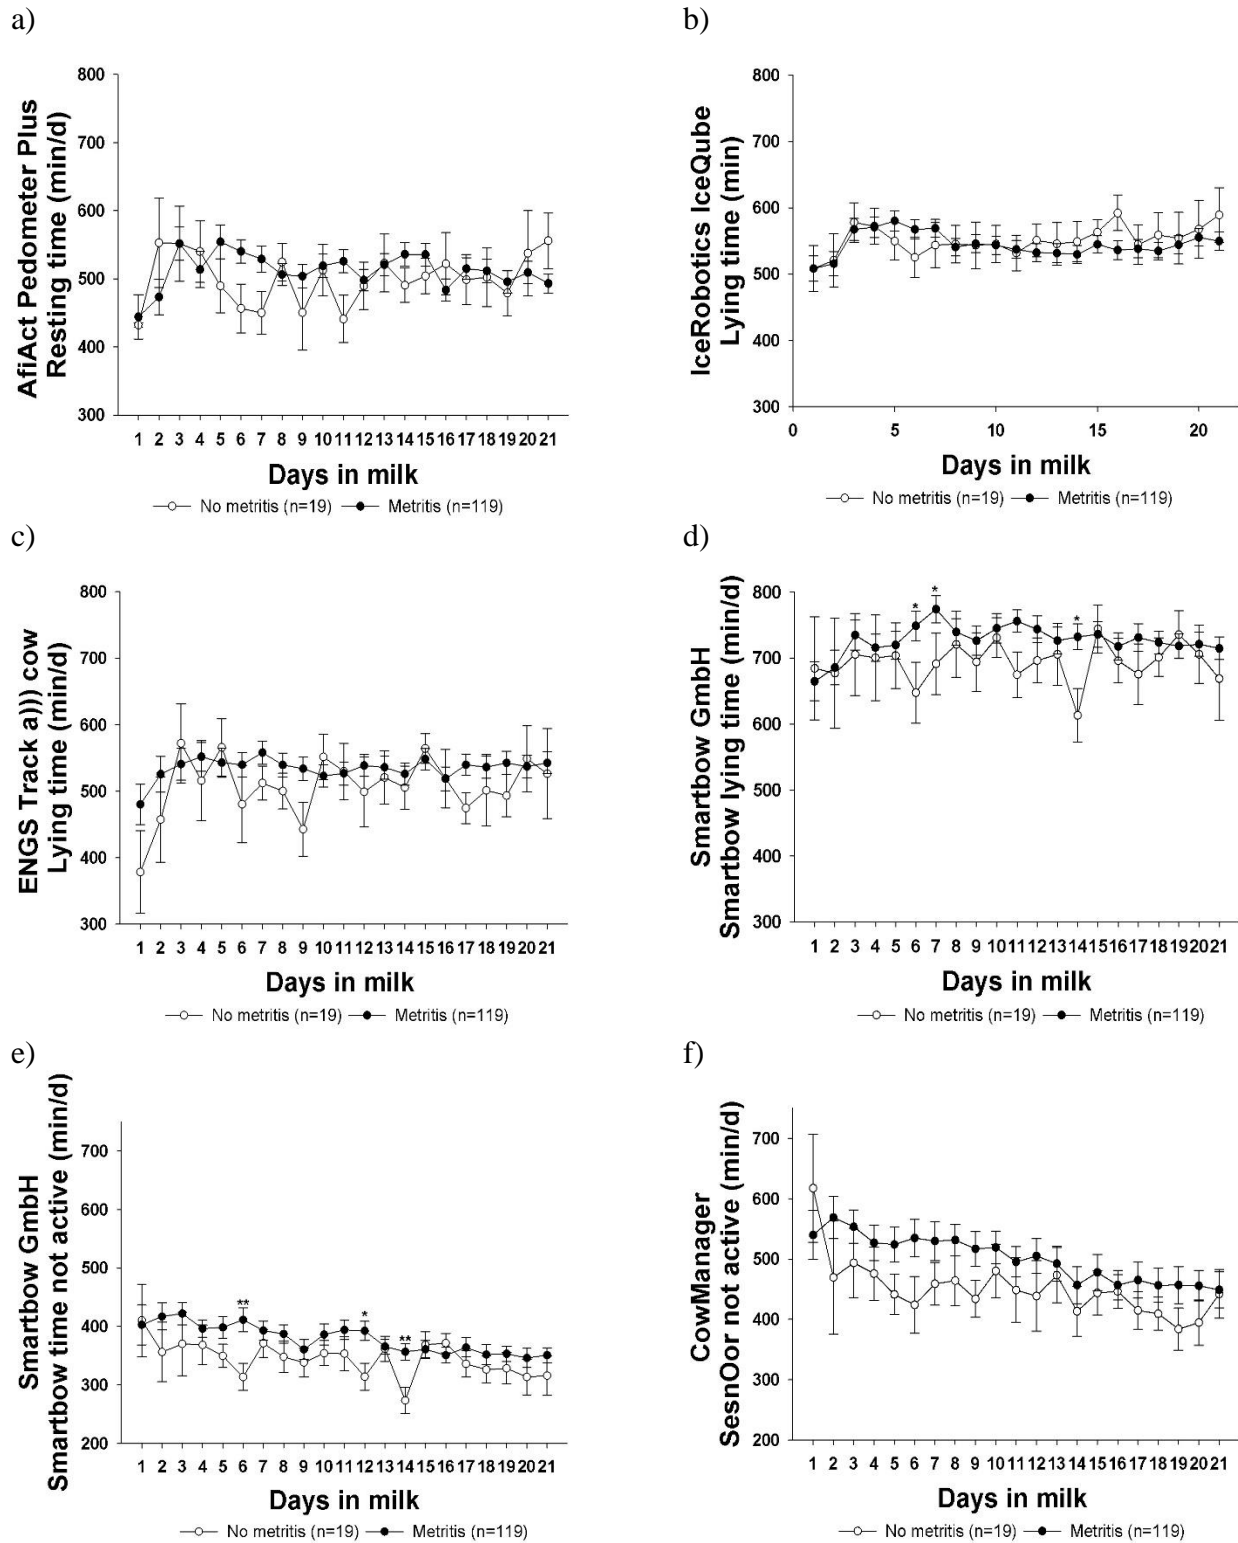 a)
AfiAct Pedometer Plus
Resting time (min/d)
800
700
600
500
400
300
1 2 3 4 5 6 7 8 9 10 11 12 13 14 15 16 17 18 19 20 21
Days in milk
No metritis (n=19) Metritis (n=119)
b)
IceRobotics IceQube
Lying time (min)
800
700
600
500
400
300
0 5 10 15 20
Days in milk
No metritis (n=19) Metritis (n=119)
c)
ENGS Track a))) cow
Lying time (min/d)
800
700
600
500
400
300
1 2 3 4 5 6 7 8 9 10 11 12 13 14 15 16 17 18 19 20 21
Days in milk
No metritis (n=19) Metritis (n=119)
d)
Smartbow GmbH
Smartbow lying time (min/d)
800
700
600
500
400
300
* * *
1 2 3 4 5 6 7 8 9 10 11 12 13 14 15 16 17 18 19 20 21
Days in milk
No metritis (n=19) Metritis (n=119)
e)
Smartbow GmbH
Smartbow time not active (min/d)
700
600
500
400
300
200
** * **
1 2 3 4 5 6 7 8 9 10 11 12 13 14 15 16 17 18 19 20 21
Days in milk
No metritis (n=19) Metritis (n=119)
f)
CowManager
SesnOor not active (min/d)
700
600
500
400
300
200
1 2 3 4 5 6 7 8 9 10 11 12 13 14 15 16 17 18 19 20 21
Days in milk
No metritis (n=19) Metritis (n=119)